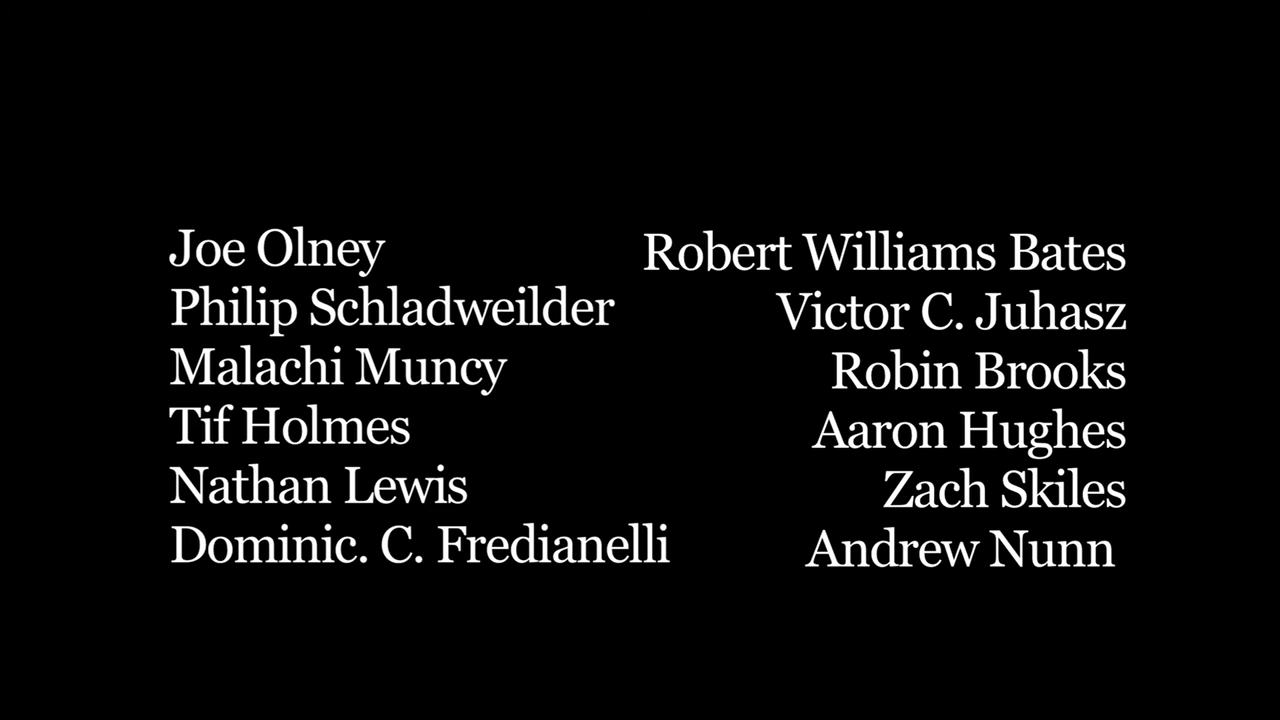 Joe Olney
Philip Schladweilder
Malachi Muncy
Tif Holmes
Nathan Lewis
Dominic. C. Fredianelli
Robert Williams Bates
Victor C. Juhasz
Robin Brooks
Aaron Hughes
Zach Skiles
Andrew Nunn